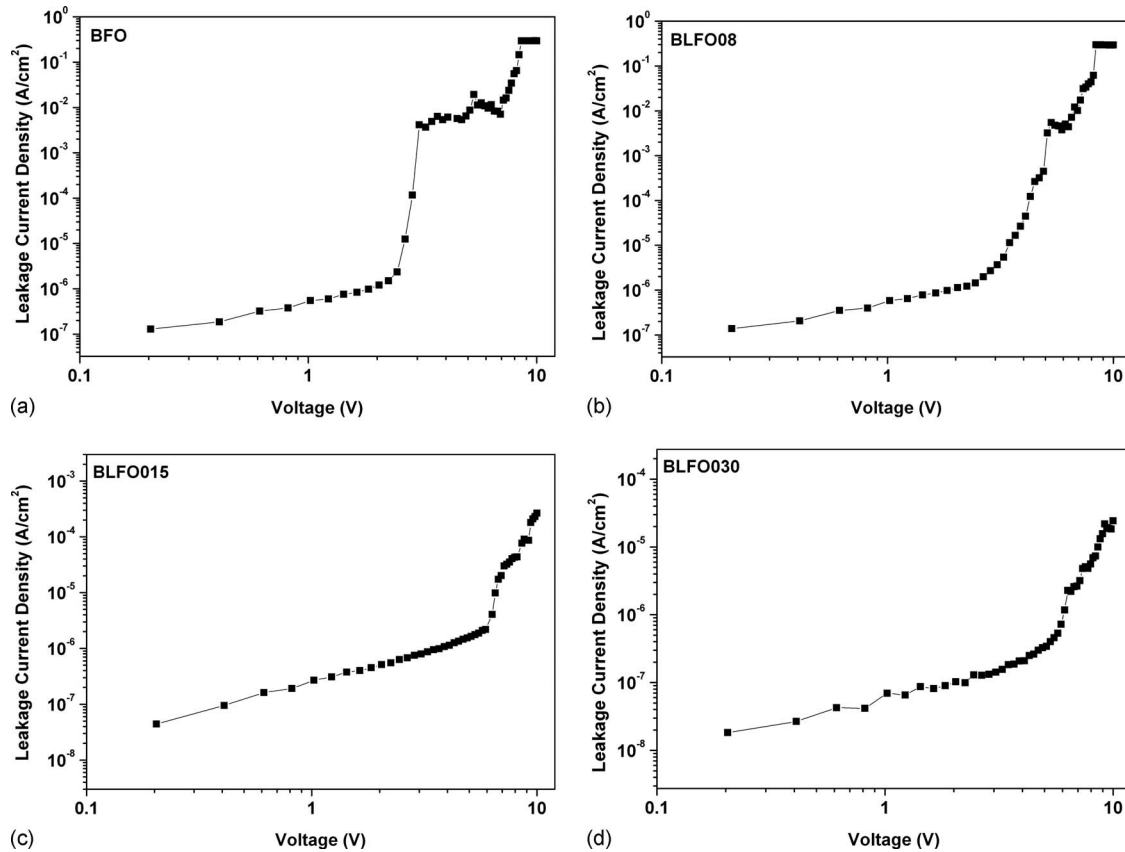 BFO
Leakage Current Density (A/cm²)
10⁰
10⁻¹
10⁻²
10⁻³
10⁻⁴
10⁻⁵
10⁻⁶
10⁻⁷
0.1
1
10
Voltage (V)
(a)
BLFO08
Leakage Current Density (A/cm²)
10⁰
10⁻¹
10⁻²
10⁻³
10⁻⁴
10⁻⁵
10⁻⁶
10⁻⁷
0.1
1
10
Voltage (V)
(b)
BLFO015
Leakage Current Density (A/cm²)
10⁻³
10⁻⁴
10⁻⁵
10⁻⁶
10⁻⁷
10⁻⁸
0.1
1
10
Voltage (V)
(c)
BLFO030
Leakage Current Density (A/cm²)
10⁻⁴
10⁻⁵
10⁻⁶
10⁻⁷
10⁻⁸
0.1
1
10
Voltage (V)
(d)